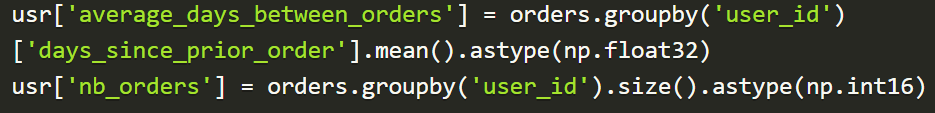 usr['average_days_between_orders'] = orders.groupby('user_id')
['days_since_prior_order'].mean().astype(np.float32)
usr['nb_orders'] = orders.groupby('user_id').size().astype(np.int16)